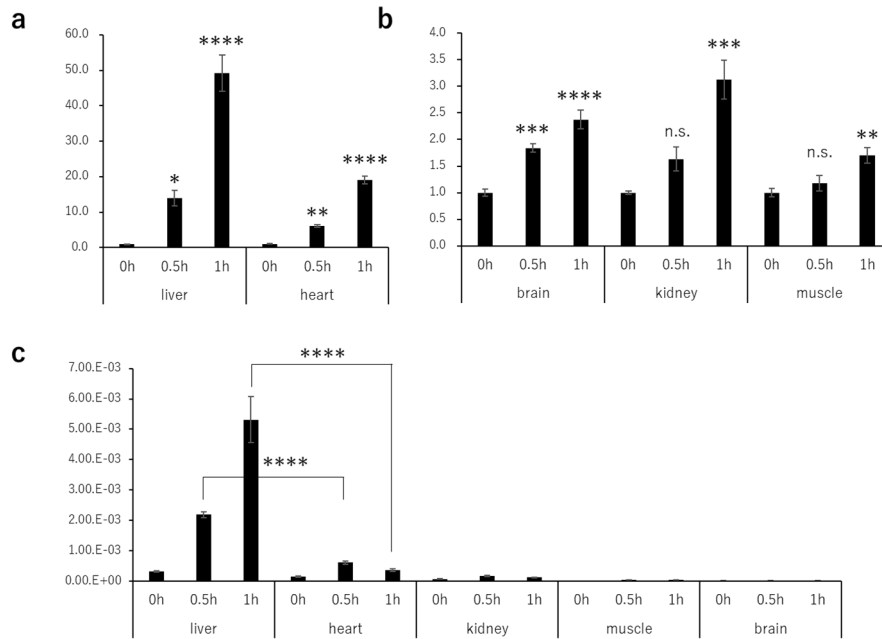 a
60.0
50.0
40.0
30.0
20.0
10.0
0.0
* **** ** ****
0h 0.5h 1h 0h 0.5h 1h
liver heart
b
4.0
3.5
3.0
2.5
2.0
1.5
1.0
0.5
0.0
*** **** n.s. *** n.s. **
0h 0.5h 1h 0h 0.5h 1h 0h 0.5h 1h
brain kidney muscle
c
7.00.E-03
6.00.E-03
5.00.E-03
4.00.E-03
3.00.E-03
2.00.E-03
1.00.E-03
0.00.E+00
****
****
0h 0.5h 1h 0h 0.5h 1h 0h 0.5h 1h 0h 0.5h 1h 0h 0.5h 1h
liver heart kidney muscle brain